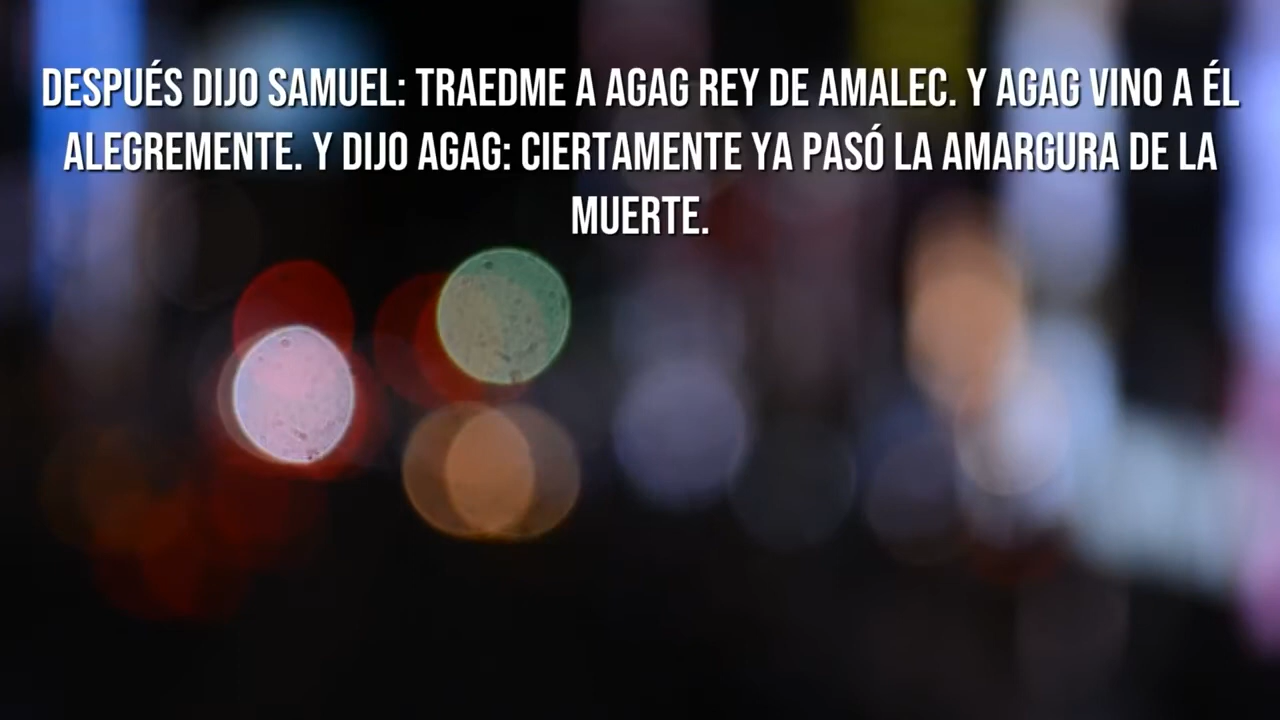 DESPUÉS DIJO SAMUEL: TRAEDME A AGAG REY DE AMALEC. Y AGAG VINO A ÉL
ALEGREMENTE. Y DIJO AGAG: CIERTAMENTE YA PASÓ LA AMARGURA DE LA
MUERTE.